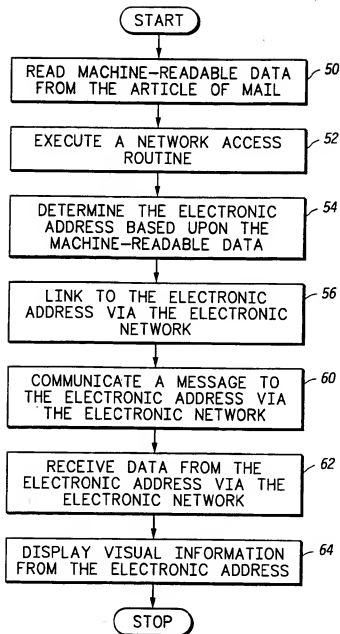 START
READ MACHINE-READABLE DATA
FROM THE ARTICLE OF MAIL
50
EXECUTE A NETWORK ACCESS
ROUTINE
52
DETERMINE THE ELECTRONIC
ADDRESS BASED UPON THE
MACHINE-READABLE DATA
54
LINK TO THE ELECTRONIC
ADDRESS VIA THE ELECTRONIC
NETWORK
56
COMMUNICATE A MESSAGE TO
THE ELECTRONIC ADDRESS VIA
THE ELECTRONIC NETWORK
60
RECEIVE DATA FROM THE
ELECTRONIC ADDRESS VIA THE
ELECTRONIC NETWORK
62
DISPLAY VISUAL INFORMATION
FROM THE ELECTRONIC ADDRESS
64
STOP